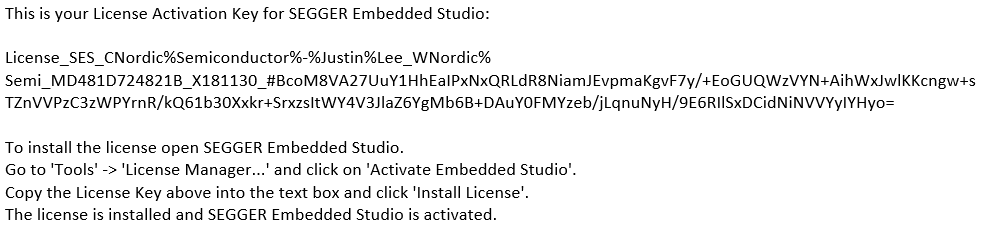 This is your License Activation Key for SEGGER Embedded Studio:
License_SES_CNordic%Semiconductor%-%Justin%Lee_WNordic%
Semi_MD481D724821B_X181130_#BcoM8VA27UuY1HhEaIPxNxQRLdR8NiamJEvpmaKgvF7y/+EoGUQWzVYN+AihWxJwlKKcngw+s
TZnVVPzC3zWPYrnR/kQ61b30Xxkr+SrxzsItWY4V3JlaZ6YgMb6B+DAuY0FMYzeb/jLqnuNyH/9E6RIlSxDCidNiNVVYyIYHyo=
To install the license open SEGGER Embedded Studio.
Go to 'Tools' -> 'License Manager...' and click on 'Activate Embedded Studio'.
Copy the License Key above into the text box and click 'Install License'.
The license is installed and SEGGER Embedded Studio is activated.